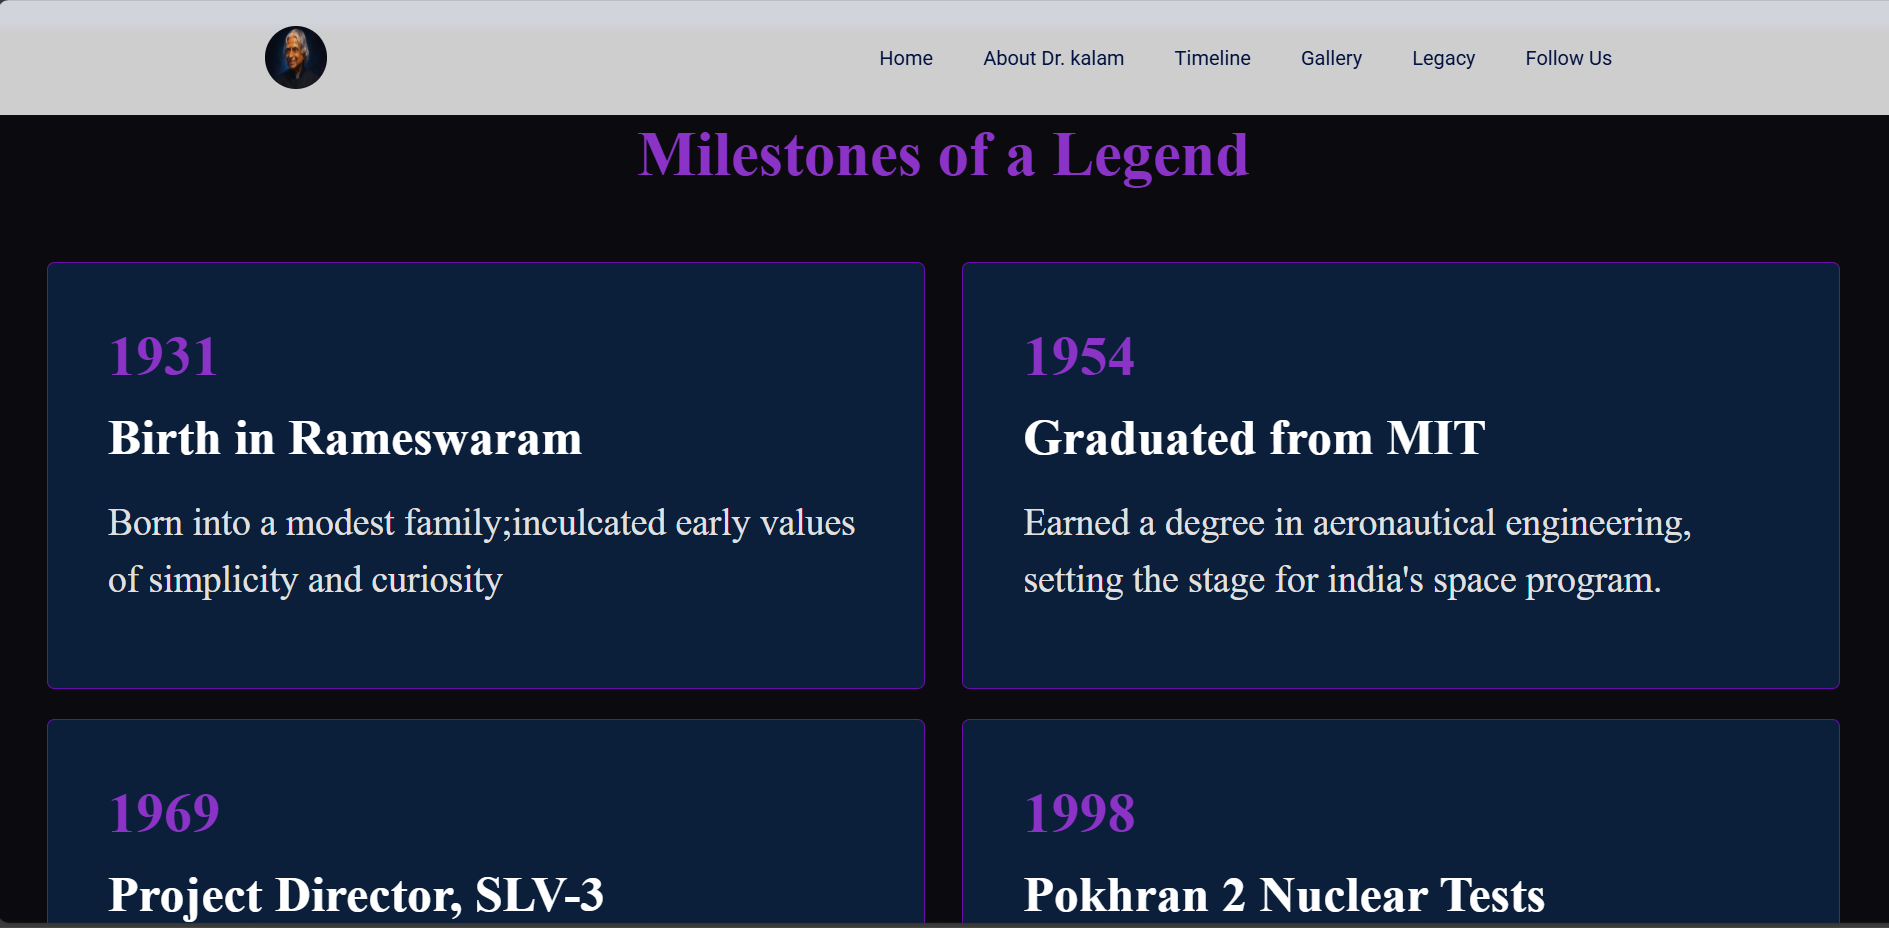 Home About Dr. kalam Timeline Gallery Legacy Follow Us
Milestones of a Legend
1931
Birth in Rameswaram
Born into a modest family;inculcated early values
of simplicity and curiosity
1954
Graduated from MIT
Earned a degree in aeronautical engineering,
setting the stage for india's space program.
1969
Project Director, SLV-3
1998
Pokhran 2 Nuclear Tests